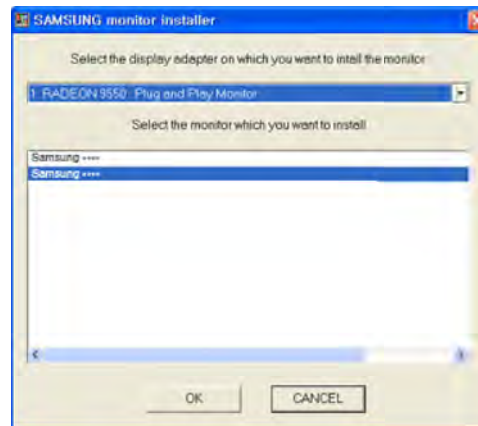 SAMSUNG monitor installer
Select the display adapter on which you want to intall the monitor
1. RADEON 9550 : Plug and Play Monitor
Select the monitor which you want to install
Samsung ****
Samsung ****
OK
CANCEL